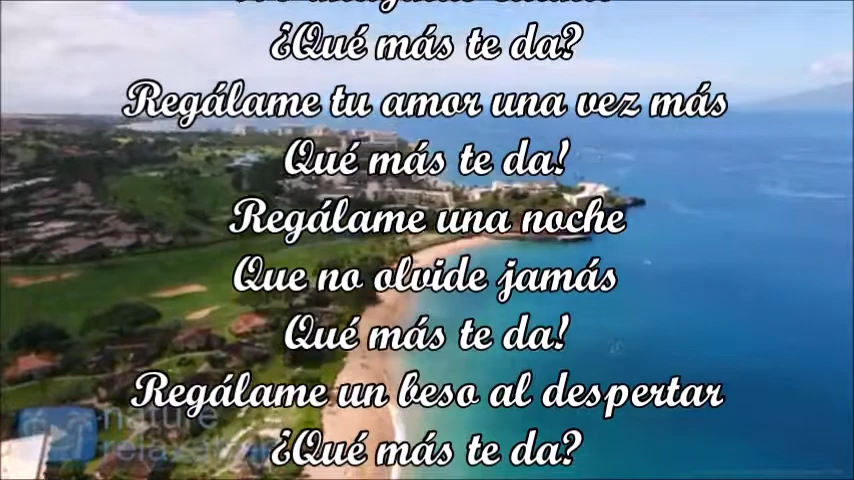 ¿Qué más te da?
Regálame tu amor una vez más
Qué más te da!
Regálame una noche
Que no olvide jamás
Qué más te da!
Regálame un beso al despertar
¿Qué más te da?
nature